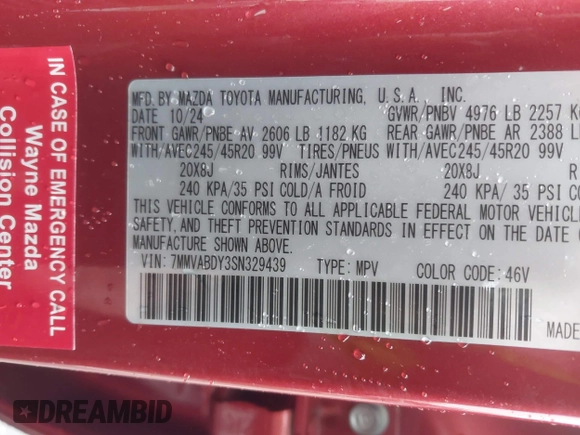 IN CASE OF EMERGENCY CALL
Wayne Mazda
Collision Center
MFD. BY MAZDA TOYOTA MANUFACTURING, U.S.A. INC.
DATE 10/24 GVWR/PNBV 4976 LB 2257 KG
FRONT GAWR/PNBE AV 2606 LB 1182 KG REAR GAWR/PNBE AR 2388 L
WITH/AVEC245/45R20 99V TIRES/PNEUS WITH/AVEC245/45R20 99V
20X8J RIMS/JANTES 20X8J R
240 KPA/35 PSI COLD/A FROID 240 KPA/ 35 PSI COL
THIS VEHICLE CONFORMS TO ALL APPLICABLE FEDERAL MOTOR VEHICLE
SAFETY, AND THEFT PREVENTION STANDARDS IN EFFECT ON THE DATE O
MANUFACTURE SHOWN ABOVE.
VIN: 7MMVABDY3SN329439 TYPE: MPV COLOR CODE: 46V
MADE
DREAMBID